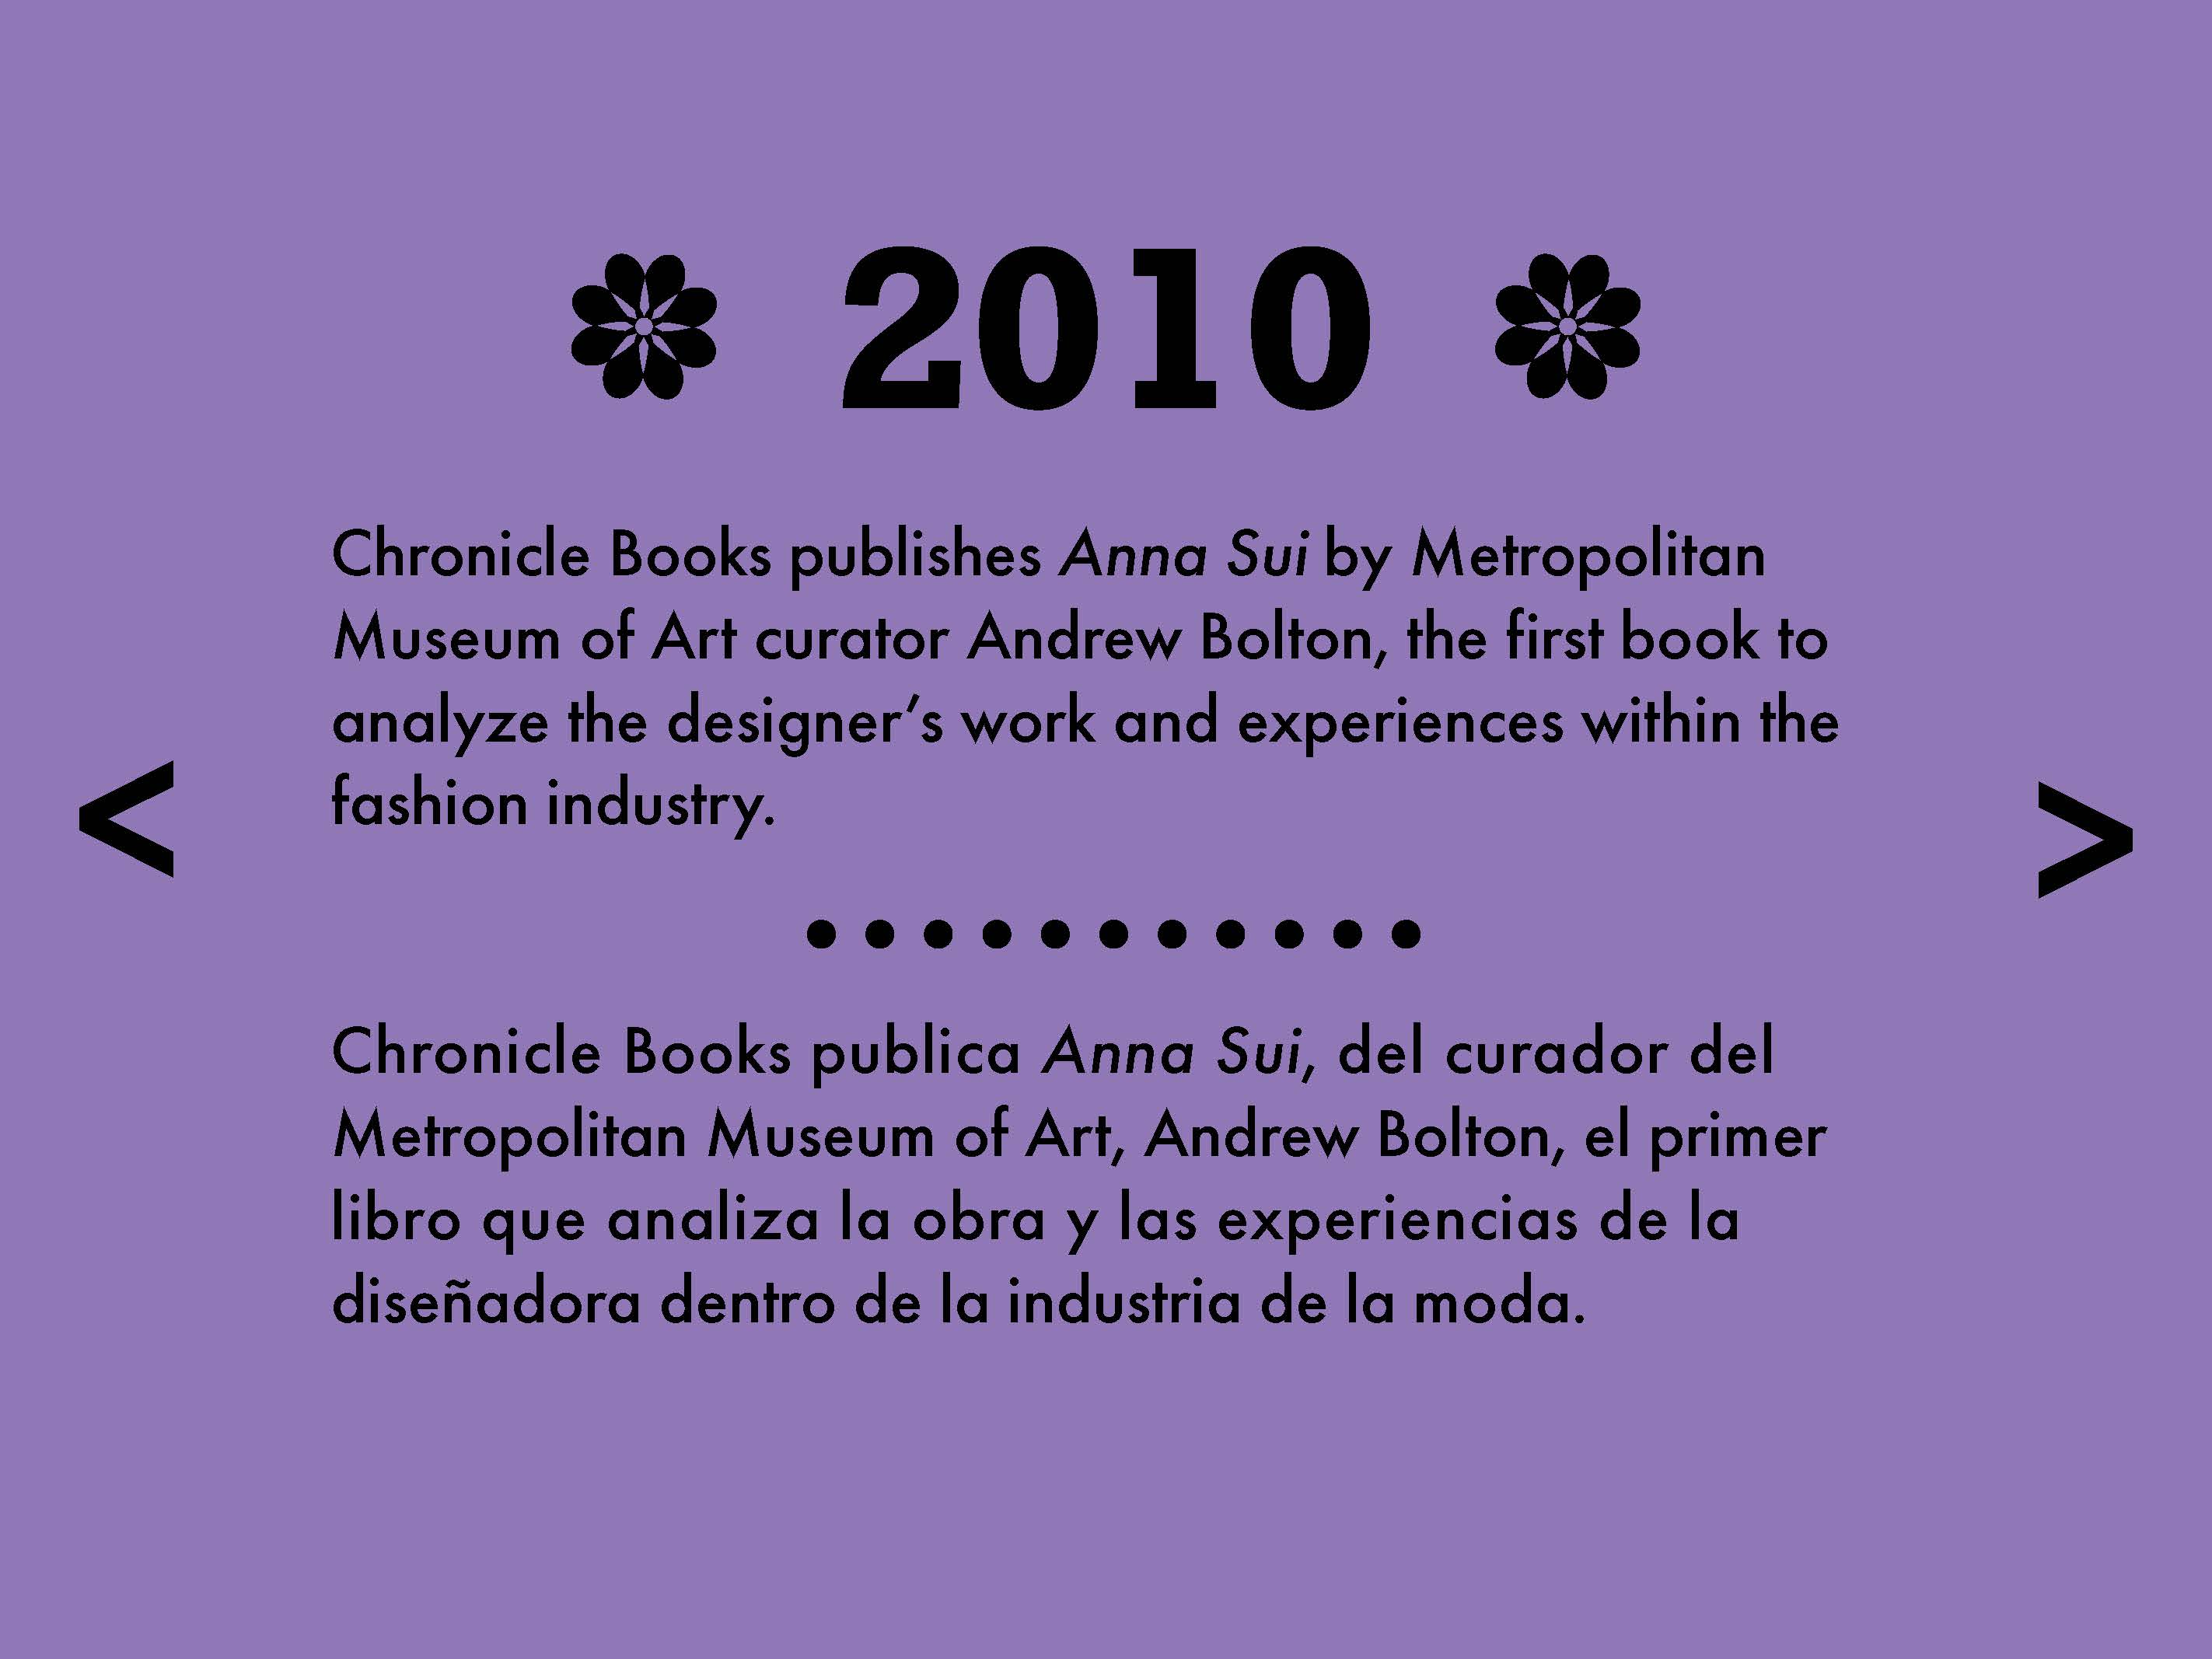 2010
Chronicle Books publishes Anna Sui by Metropolitan
Museum of Art curator Andrew Bolton, the first book to
analyze the designer’s work and experiences within the
fashion industry.
<
>
Chronicle Books publica Anna Sui, del curador del
Metropolitan Museum of Art, Andrew Bolton, el primer
libro que analiza la obra y las experiencias de la
diseñadora dentro de la industria de la moda.